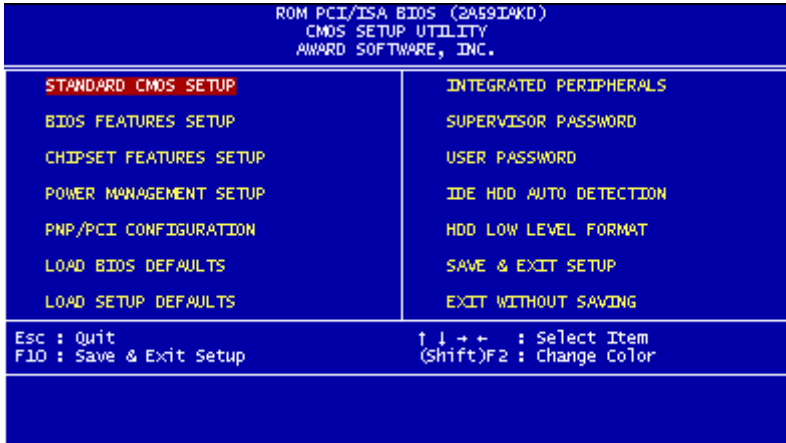 ROM PCI/ISA BIOS (2A59IAKD)
CMOS SETUP UTILITY
AWARD SOFTWARE, INC.
STANDARD CMOS SETUP
BIOS FEATURES SETUP
CHIPSET FEATURES SETUP
POWER MANAGEMENT SETUP
PNP/PCI CONFIGURATION
LOAD BIOS DEFAULTS
LOAD SETUP DEFAULTS
INTEGRATED PERIPHERALS
SUPERVISOR PASSWORD
USER PASSWORD
IDE HDD AUTO DETECTION
HDD LOW LEVEL FORMAT
SAVE & EXIT SETUP
EXIT WITHOUT SAVING
Esc : Quit
F10 : Save & Exit Setup
↑ ↓ → ← : Select Item
(Shift)F2 : Change Color